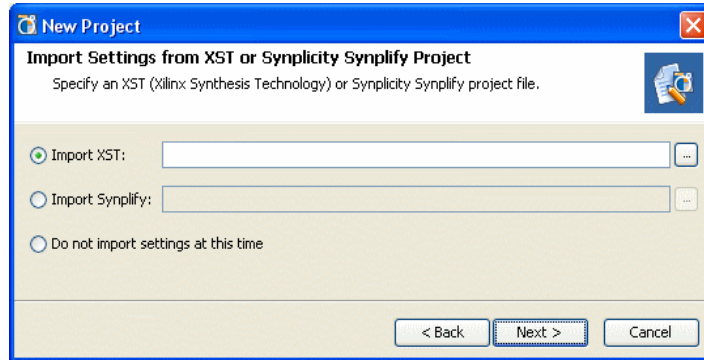 New Project
Import Settings from XST or Synplicity Synplify Project
Specify an XST (Xilinx Synthesis Technology) or Synplicity Synplify project file.
Import XST: ...
Import Synplify: ...
Do not import settings at this time
< Back Next > Cancel